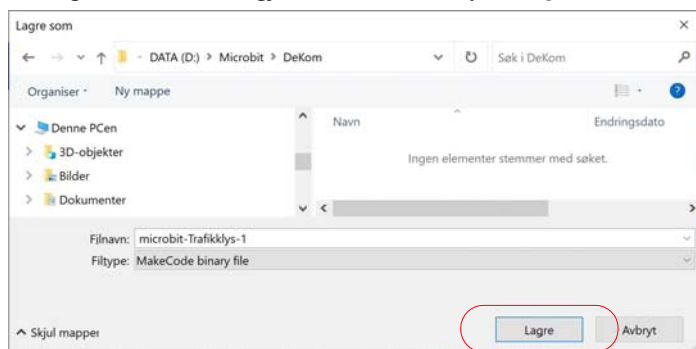 Lagre som
DATA (D:) > Microbit > DeKom
Søk i DeKom
Organiser
Ny mappe
Denne PCen
3D-objekter
Bilder
Dokumenter
Navn
Endringsdato
Ingen elementer stemmer med søket.
Filnavn: microbit-Trafikklys-1
Filtype: MakeCode binary file
Skjul mapper
Lagre
Avbryt